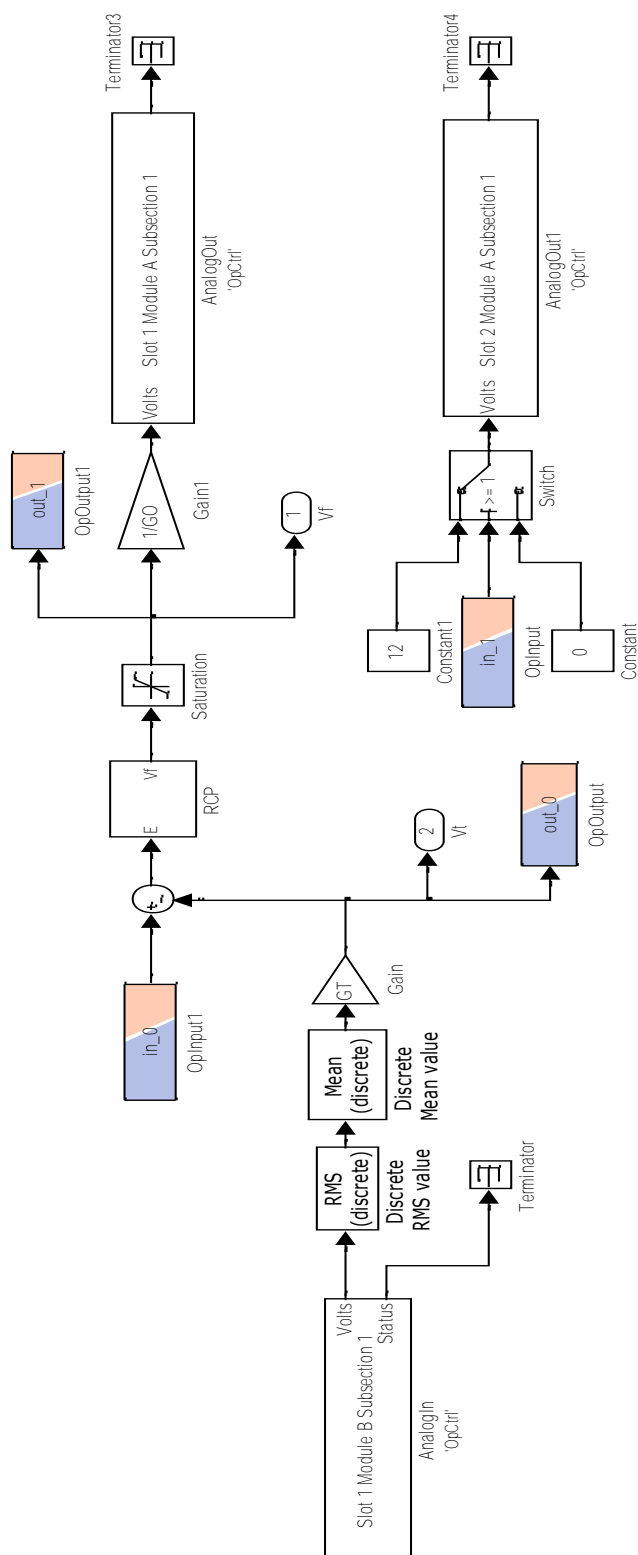 Slot 1 Module B Subsection 1
Volts
Status
AnalogIn
'OpCtrl'
Terminator
RMS
(discrete)
Discrete
RMS value
Mean
(discrete)
Discrete
Mean value
GT
Gain
in_0
OpInput1
+
-
E
Vf
RCP
Saturation
out_1
OpOutput1
1/GO
Gain1
1
Vf
Volts
Slot 1 Module A Subsection 1
AnalogOut
'OpCtrl'
Terminator3
2
Vt
out_0
OpOutput
12
Constant1
in_1
OpInput
0
Constant
>= 1
Switch
Volts
Slot 2 Module A Subsection 1
AnalogOut1
'OpCtrl'
Terminator4